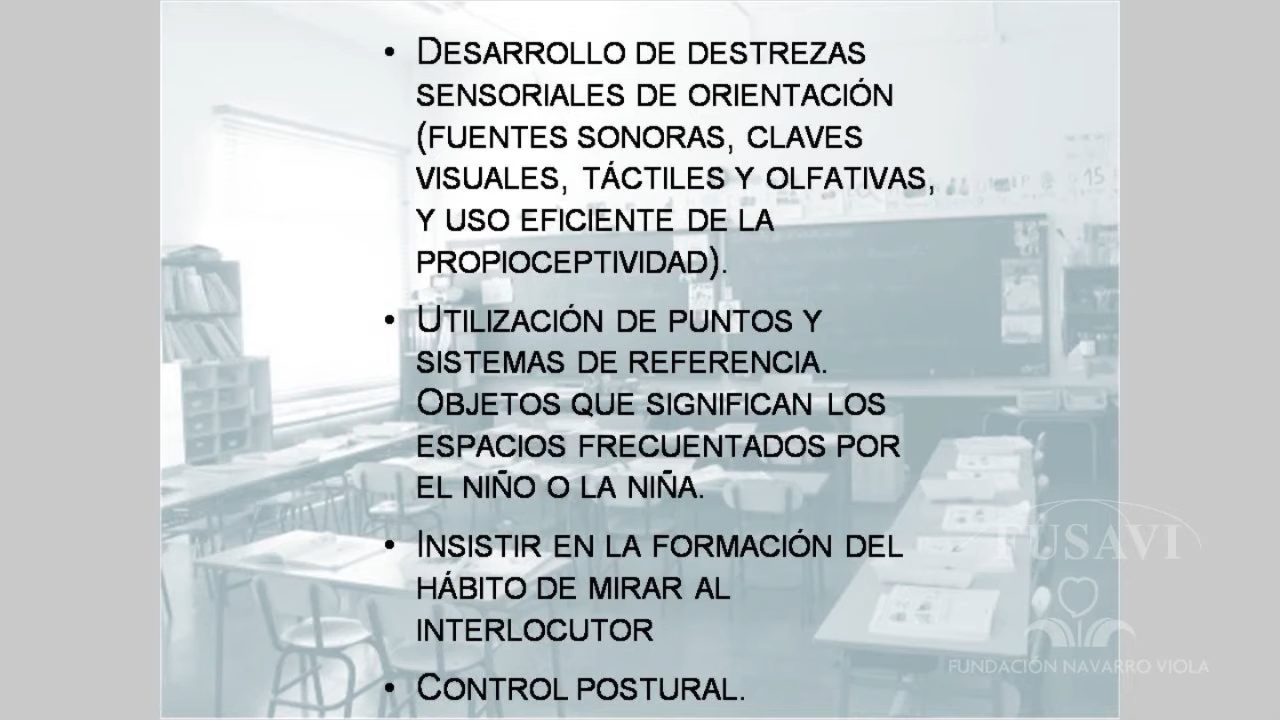 • DESARROLLO DE DESTREZAS
SENSORIALES DE ORIENTACIÓN
(FUENTES SONORAS, CLAVES
VISUALES, TÁCTILES Y OLFATIVAS,
Y USO EFICIENTE DE LA
PROPIOCEPTIVIDAD).
• UTILIZACIÓN DE PUNTOS Y
SISTEMAS DE REFERENCIA.
OBJETOS QUE SIGNIFICAN LOS
ESPACIOS FRECUENTADOS POR
EL NIÑO O LA NIÑA.
• INSISTIR EN LA FORMACIÓN DEL
HÁBITO DE MIRAR AL
INTERLOCUTOR
• CONTROL POSTURAL.
15
FUSAVI
FUNDACIÓN NAVARRO VIOLA